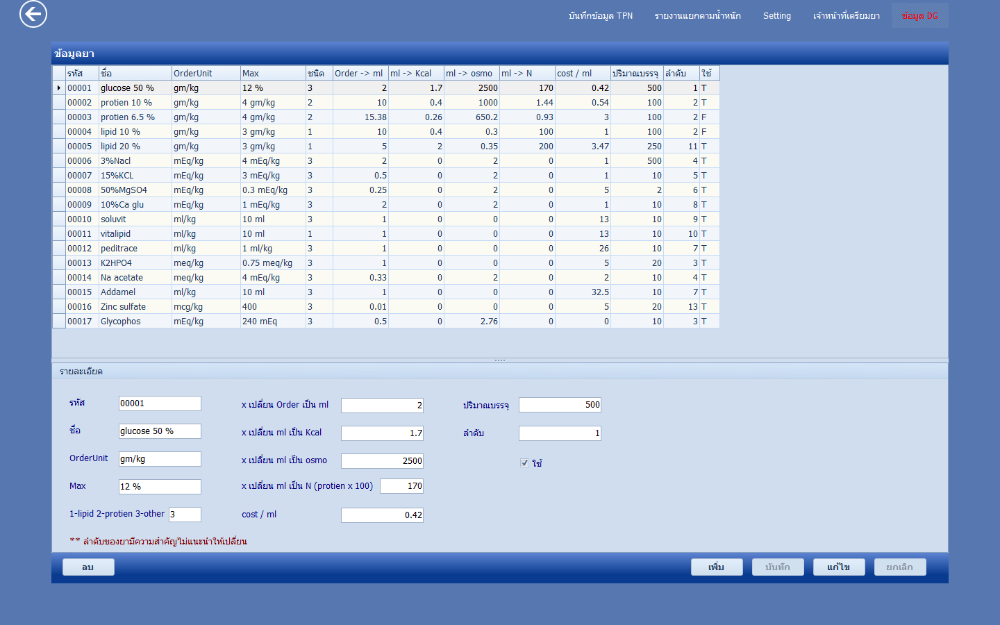 บันทึกข้อมูล TPN รายงานแยกตามน้ำหนัก Setting เจ้าหน้าที่เตรียมยา ข้อมูล DG
ข้อมูลยา
รหัส ชื่อ OrderUnit Max ชนิด Order -> ml ml -> Kcal ml -> osmo ml -> N cost / ml ปริมาณบรรจุ ลำดับ ใช้
00001 glucose 50 % gm/kg 12 % 3 2 1.7 2500 170 0.42 500 1 T
00002 protien 10 % gm/kg 4 gm/kg 2 10 0.4 1000 1.44 0.54 100 2 T
00003 protien 6.5 % gm/kg 4 gm/kg 2 15.38 0.26 650.2 0.93 3 100 2 F
00004 lipid 10 % gm/kg 3 gm/kg 1 10 0.4 0.3 100 1 100 2 F
00005 lipid 20 % gm/kg 3 gm/kg 1 5 2 0.35 200 3.47 250 11 T
00006 3%Nacl mEq/kg 4 mEq/kg 3 2 0 2 0 1 500 4 T
00007 15%KCL mEq/kg 3 mEq/kg 3 0.5 0 2 0 1 10 5 T
00008 50%MgSO4 mEq/kg 0.3 mEq/kg 3 0.25 0 2 0 5 2 6 T
00009 10%Ca glu mEq/kg 1 mEq/kg 3 2 0 2 0 1 10 8 T
00010 soluvit ml/kg 10 ml 3 1 0 0 0 13 10 9 T
00011 vitalipid ml/kg 10 ml 1 1 0 0 0 13 10 10 T
00012 peditrace ml/kg 1 ml/kg 3 1 0 0 0 26 10 7 T
00013 K2HPO4 meq/kg 0.75 meq/kg 3 1 0 0 0 5 20 3 T
00014 Na acetate meq/kg 4 mEq/kg 3 0.33 0 2 0 2 10 4 T
00015 Addamel ml/kg 10 ml 3 1 0 0 0 32.5 10 7 T
00016 Zinc sulfate mcg/kg 400 3 0.01 0 0 0 5 20 13 T
00017 Glycophos mEq/kg 240 mEq 3 0.5 0 2.76 0 0 10 3 T
รายละเอียด
รหัส 00001 x เปลี่ยน Order เป็น ml 2 ปริมาณบรรจุ 500
ชื่อ glucose 50 % x เปลี่ยน ml เป็น Kcal 1.7 ลำดับ 1
OrderUnit gm/kg x เปลี่ยน ml เป็น osmo 2500 ใช้
Max 12 % x เปลี่ยน ml เป็น N (protien x 100) 170
1-lipid 2-protien 3-other 3 cost / ml 0.42
** ลำดับของยามีความสำคัญไม่แนะนำให้เปลี่ยน
ลบ เพิ่ม บันทึก แก้ไข ยกเลิก